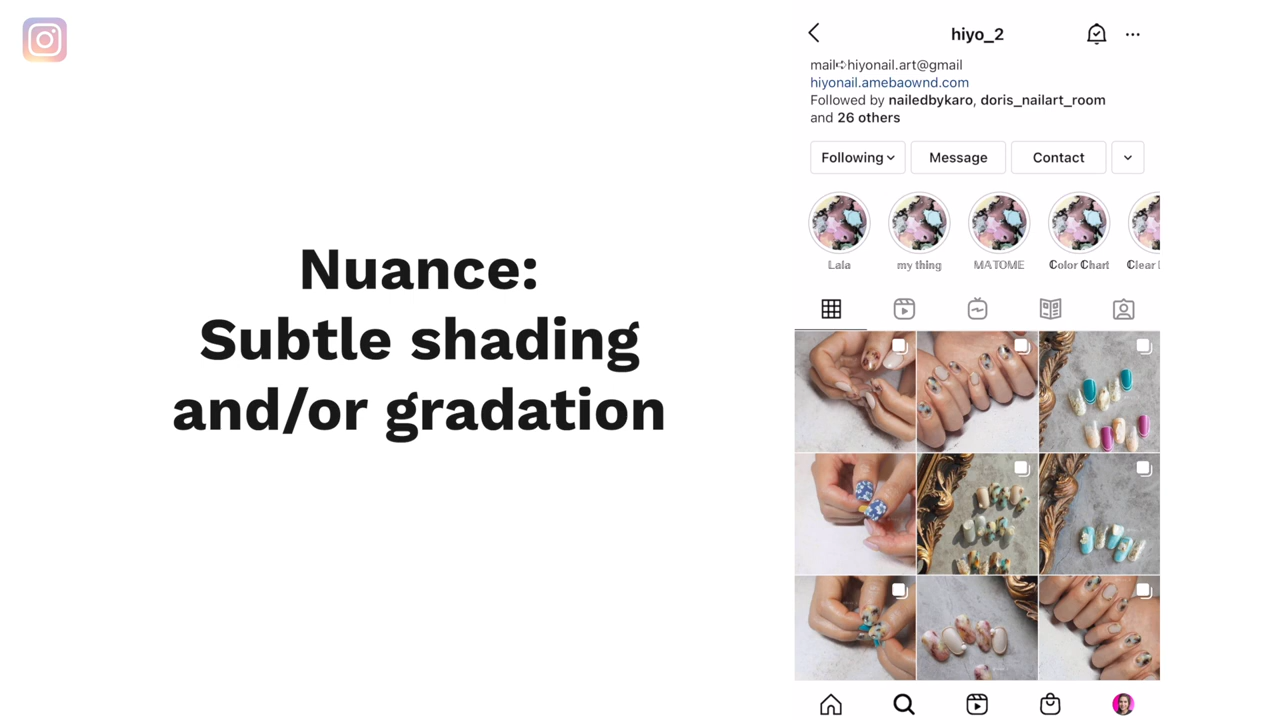 Nuance:
Subtle shading
and/or gradation
hiyo_2
mail➪hiyonail.art@gmail
hiyonail.amebaownd.com
Followed by nailedbykaro, doris_nailart_room
and 26 others
Following
Message
Contact
Lala
my thing
MATOME
Color Chart
Clear